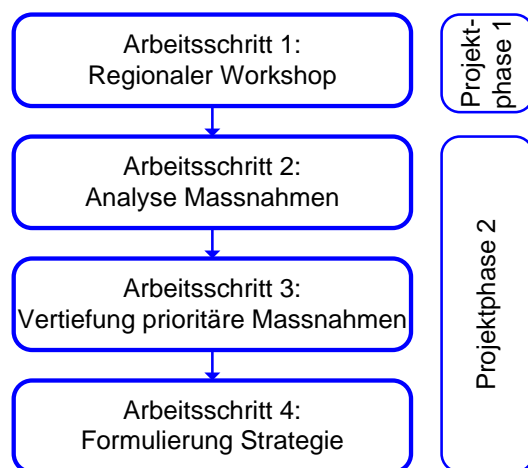 Arbeitsschritt 1:
Regionaler Workshop
Projekt-
phase 1
Arbeitsschritt 2:
Analyse Massnahmen
Arbeitsschritt 3:
Vertiefung prioritäre Massnahmen
Arbeitsschritt 4:
Formulierung Strategie
Projektphase 2